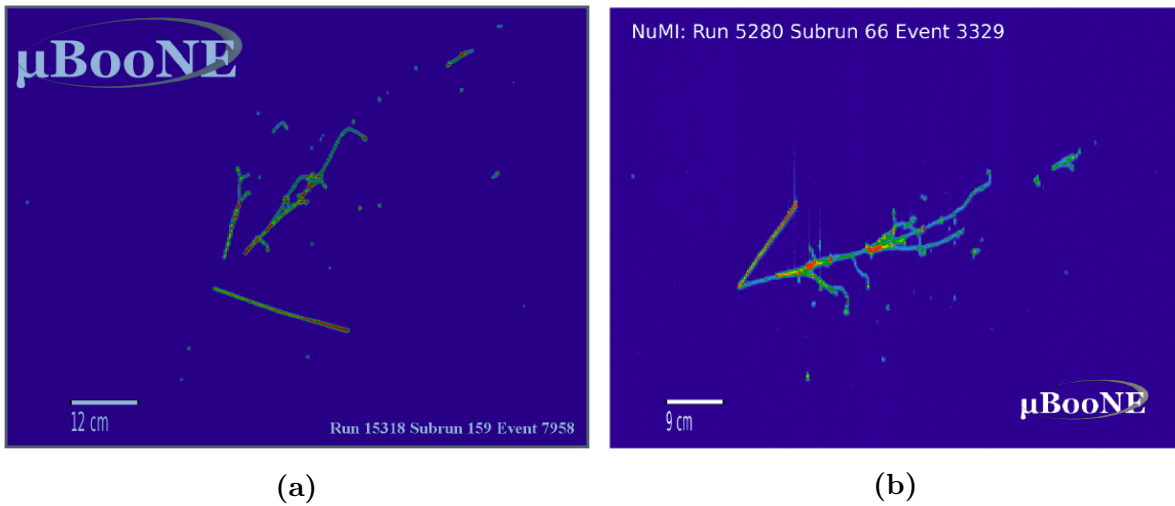 µBooNE
12 cm
Run 15318 Subrun 159 Event 7958
(a)
NuMI: Run 5280 Subrun 66 Event 3329
9 cm
µBooNE
(b)